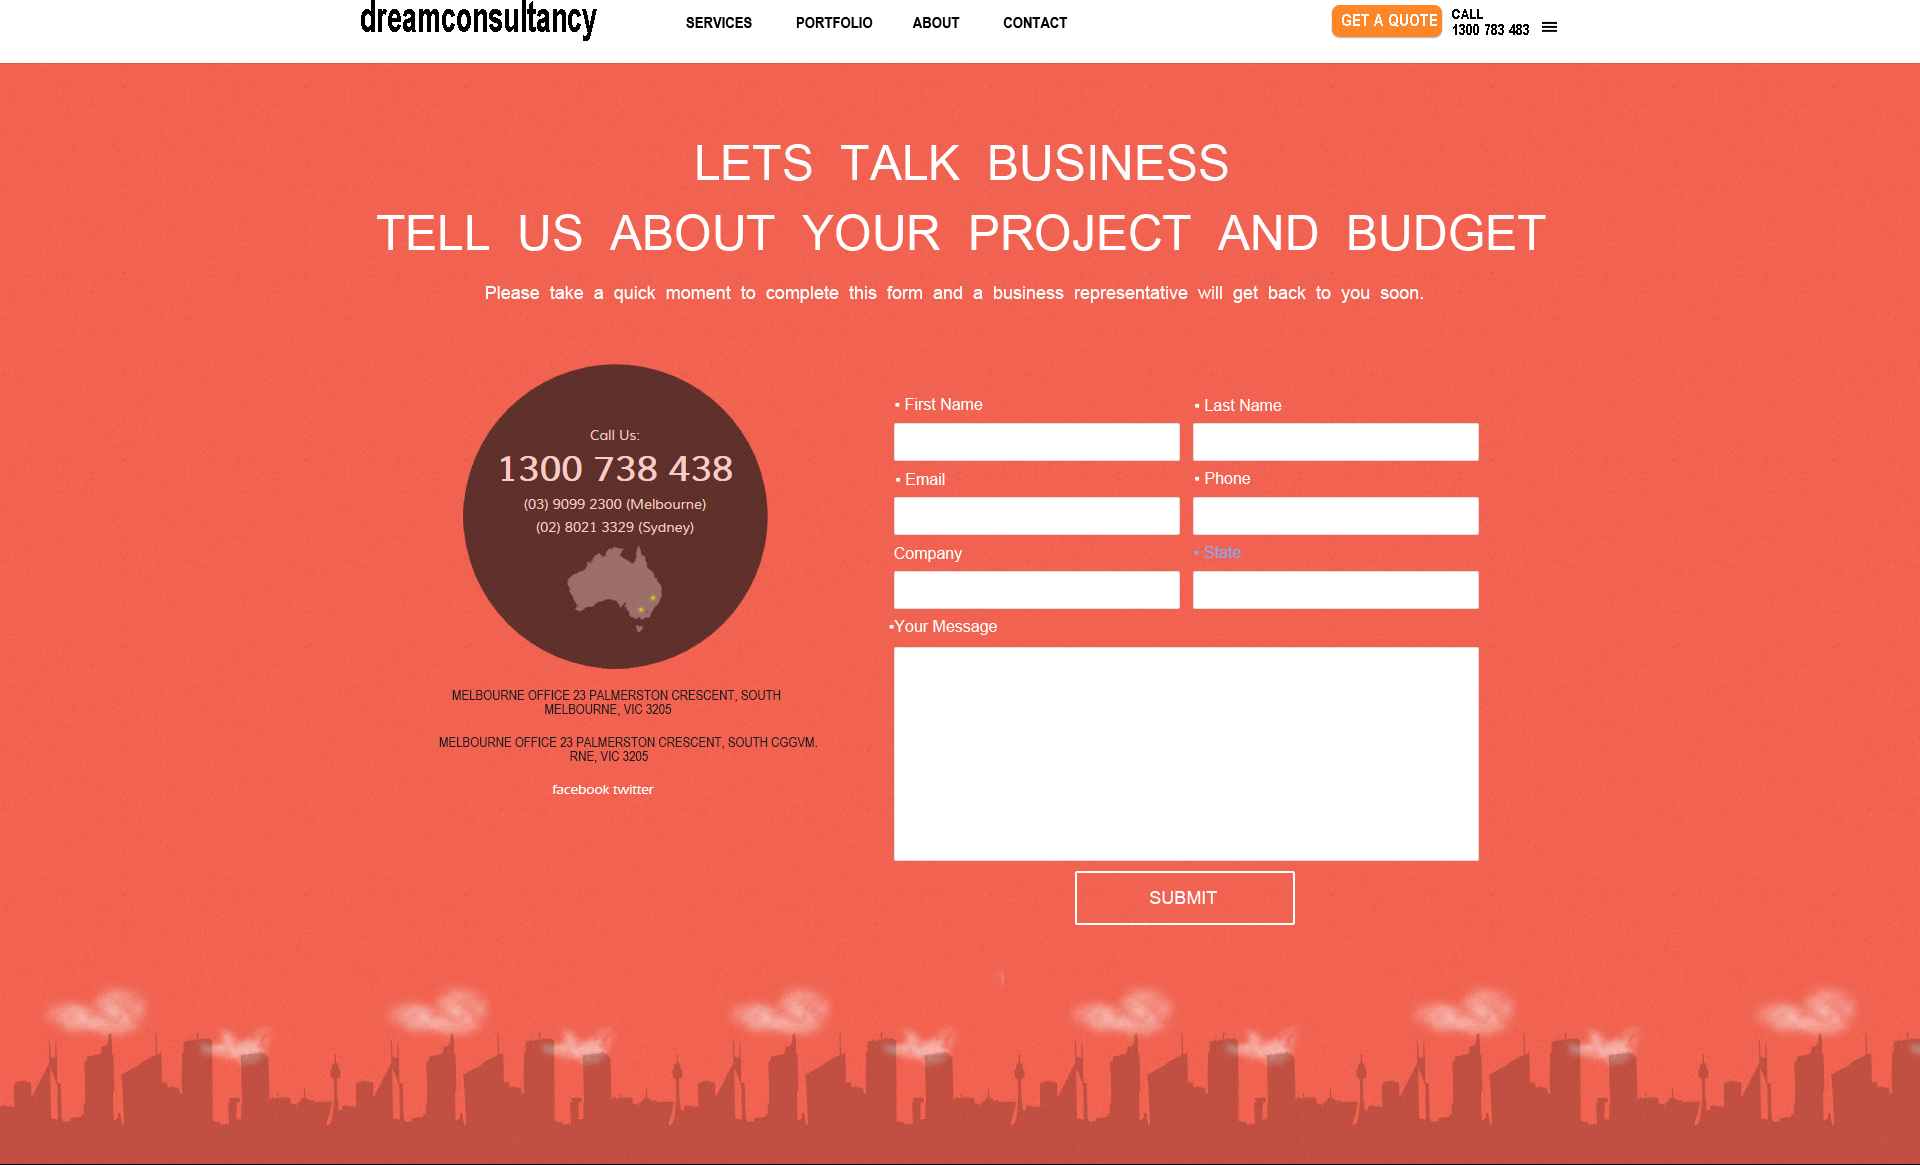 dreamconsultancy
SERVICES PORTFOLIO ABOUT CONTACT
GET A QUOTE
CALL
1300 783 483
LETS TALK BUSINESS
TELL US ABOUT YOUR PROJECT AND BUDGET
Please take a quick moment to complete this form and a business representative will get back to you soon.
Call Us:
1300 738 438
(03) 9099 2300 (Melbourne)
(02) 8021 3329 (Sydney)
MELBOURNE OFFICE 23 PALMERSTON CRESCENT, SOUTH
MELBOURNE, VIC 3205
MELBOURNE OFFICE 23 PALMERSTON CRESCENT, SOUTH CGGVM.
RNE, VIC 3205
facebook twitter
▪ First Name
▪ Last Name
▪ Email
▪ Phone
Company
▪ State
▪Your Message
SUBMIT